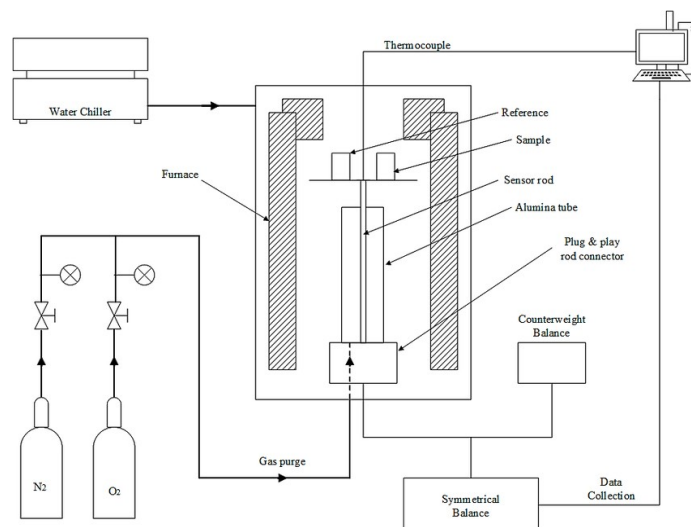 Thermocouple
Water Chiller
Reference
Sample
Furnace
Sensor rod
Alumina tube
Plug & play
rod connector
Counterweight
Balance
Gas purge
N2
O2
Data
Collection
Symmetrical
Balance